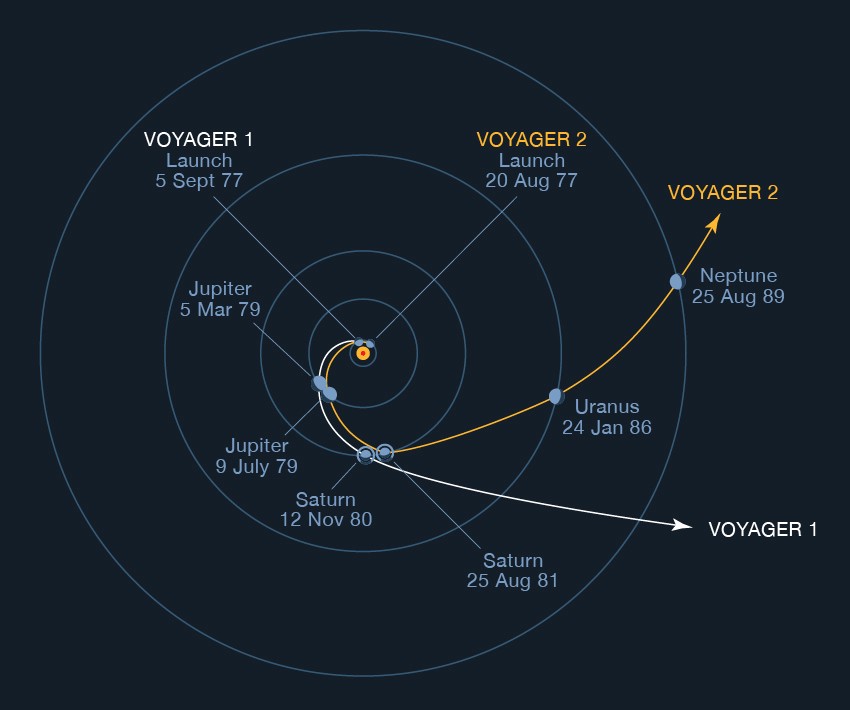 VOYAGER 1
Launch
5 Sept 77
VOYAGER 2
Launch
20 Aug 77
VOYAGER 2
Neptune
25 Aug 89
Jupiter
5 Mar 79
Uranus
24 Jan 86
Jupiter
9 July 79
Saturn
12 Nov 80
VOYAGER 1
Saturn
25 Aug 81